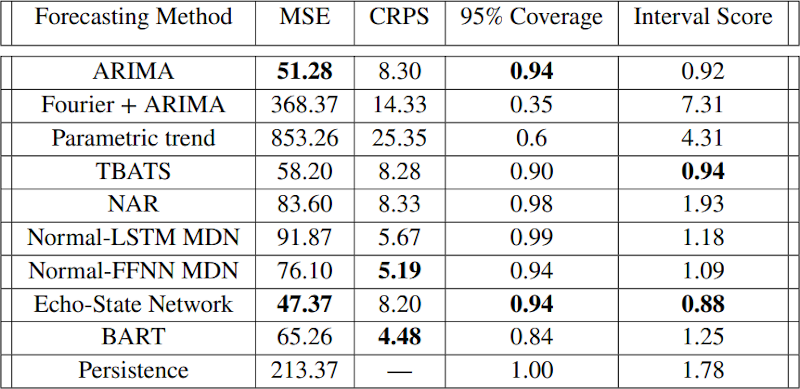 Forecasting Method MSE CRPS 95% Coverage Interval Score
ARIMA 51.28 8.30 0.94 0.92
Fourier + ARIMA 368.37 14.33 0.35 7.31
Parametric trend 853.26 25.35 0.6 4.31
TBATS 58.20 8.28 0.90 0.94
NAR 83.60 8.33 0.98 1.93
Normal-LSTM MDN 91.87 5.67 0.99 1.18
Normal-FFNN MDN 76.10 5.19 0.94 1.09
Echo-State Network 47.37 8.20 0.94 0.88
BART 65.26 4.48 0.84 1.25
Persistence 213.37 — 1.00 1.78